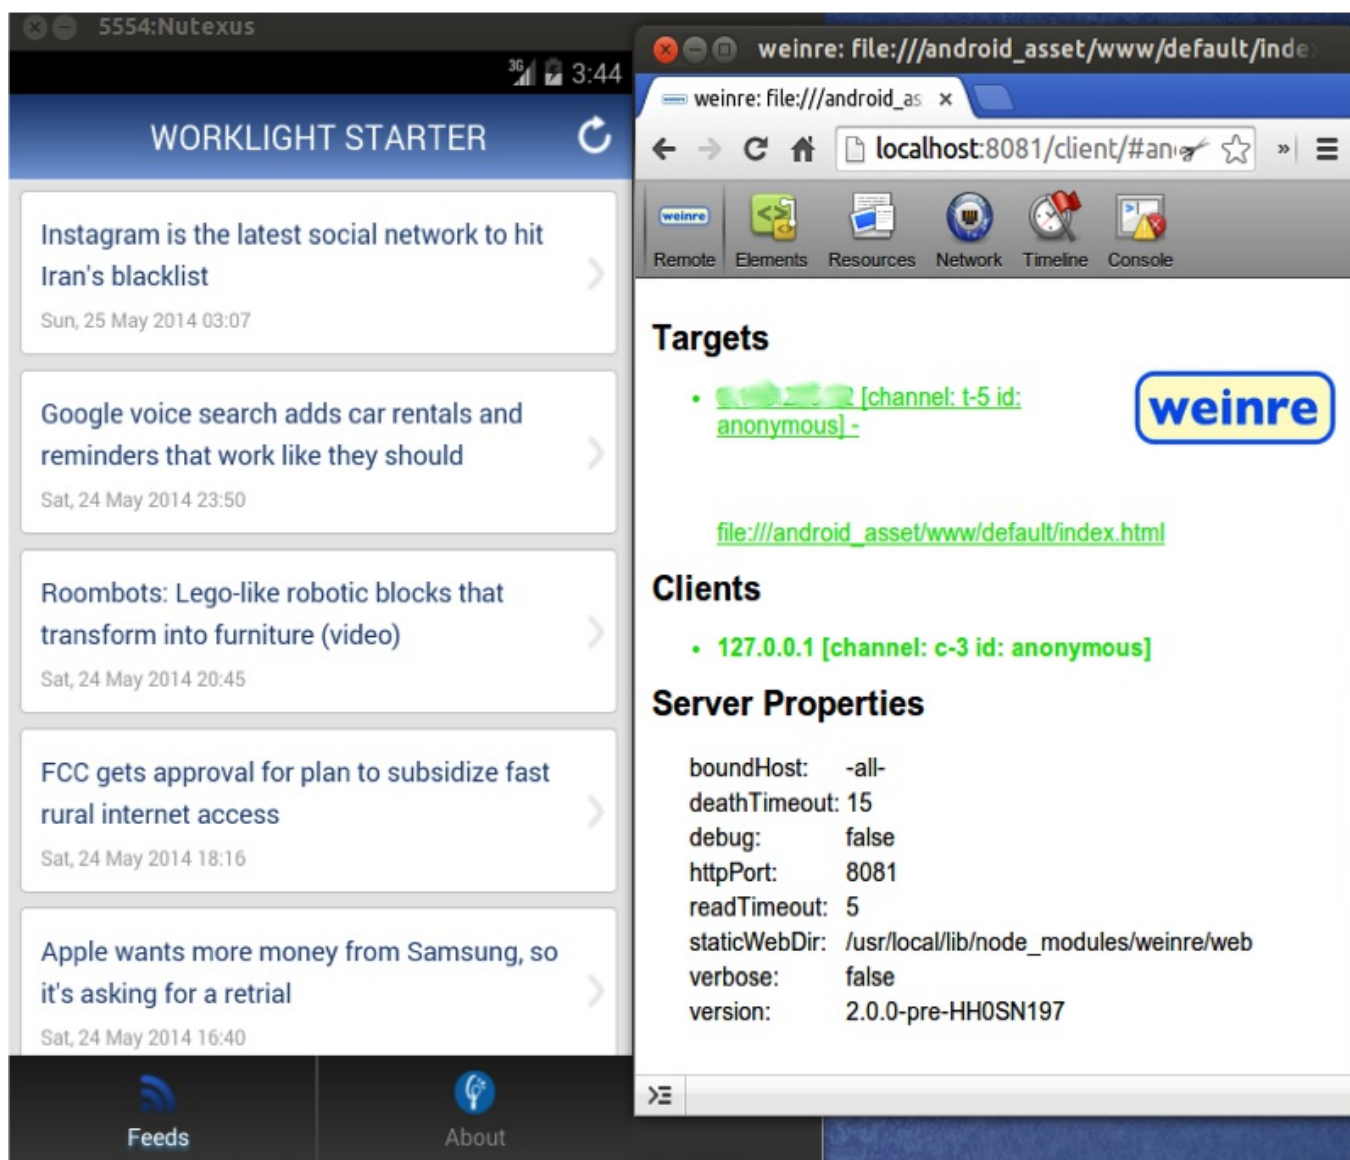 5554:Nutexus
3G 3:44
WORKLIGHT STARTER
Instagram is the latest social network to hit
Iran's blacklist
Sun, 25 May 2014 03:07
Google voice search adds car rentals and
reminders that work like they should
Sat, 24 May 2014 23:50
Roombots: Lego-like robotic blocks that
transform into furniture (video)
Sat, 24 May 2014 20:45
FCC gets approval for plan to subsidize fast
rural internet access
Sat, 24 May 2014 18:16
Apple wants more money from Samsung, so
it's asking for a retrial
Sat, 24 May 2014 16:40
Feeds About
weinre: file:///android_asset/www/default/inde
weinre: file:///android_as
localhost:8081/client/#an
weinre
Remote Elements Resources Network Timeline Console
Targets
[channel: t-5 id:
anonymous] -
weinre
file:///android_asset/www/default/index.html
Clients
• 127.0.0.1 [channel: c-3 id: anonymous]
Server Properties
boundHost: -all-
deathTimeout: 15
debug: false
httpPort: 8081
readTimeout: 5
staticWebDir: /usr/local/lib/node_modules/weinre/web
verbose: false
version: 2.0.0-pre-HH0SN197